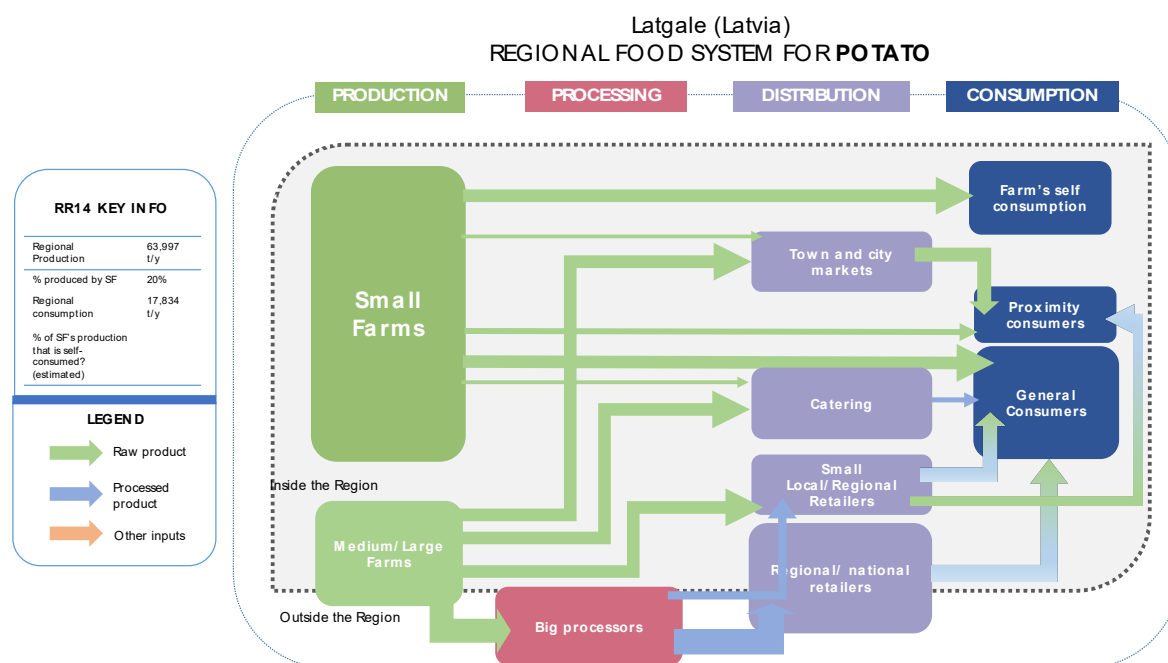 Latgale (Latvia)
REGIONAL FOOD SYSTEM FOR POTATO
PRODUCTION
PROCESSING
DISTRIBUTION
CONSUMPTION
RR14 KEY INFO
Regional
Production
63,997
t/y
% produced by SF
20%
Regional
consumption
17,834
t/y
% of SF's production
that is self-
consumed?
(estimated)
LEGEND
Raw product
Processed
product
Other inputs
Small
Farms
Farm's self
consumption
Town and city
markets
Proximity
consumers
General
Consumers
Catering
Small
Local/ Regional
Retailers
Inside the Region
Medium/ Large
Farms
Regional/ national
retailers
Outside the Region
Big processors